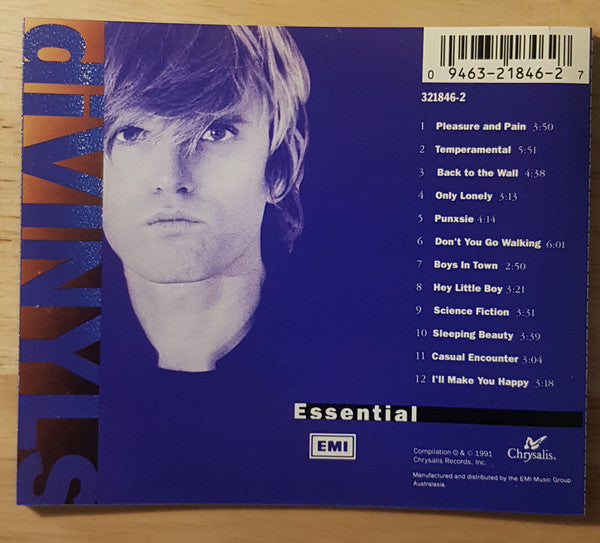 diVINYLS
0 9463-21846-2 7
321846-2
1 Pleasure and Pain 3:50
2 Temperamental 5:51
3 Back to the Wall 4:38
4 Only Lonely 3:13
5 Punxsie 4:14
6 Don't You Go Walking 6:01
7 Boys In Town 2:50
8 Hey Little Boy 3:21
9 Science Fiction 3:31
10 Sleeping Beauty 3:39
11 Casual Encounter 3:04
12 I'll Make You Happy 3:18
Essential
EMI
Compilation ℗ & © 1991
Chrysalis Records, Inc.
Chrysalis.
Manufactured and distributed by the EMI Music Group
Australasia.